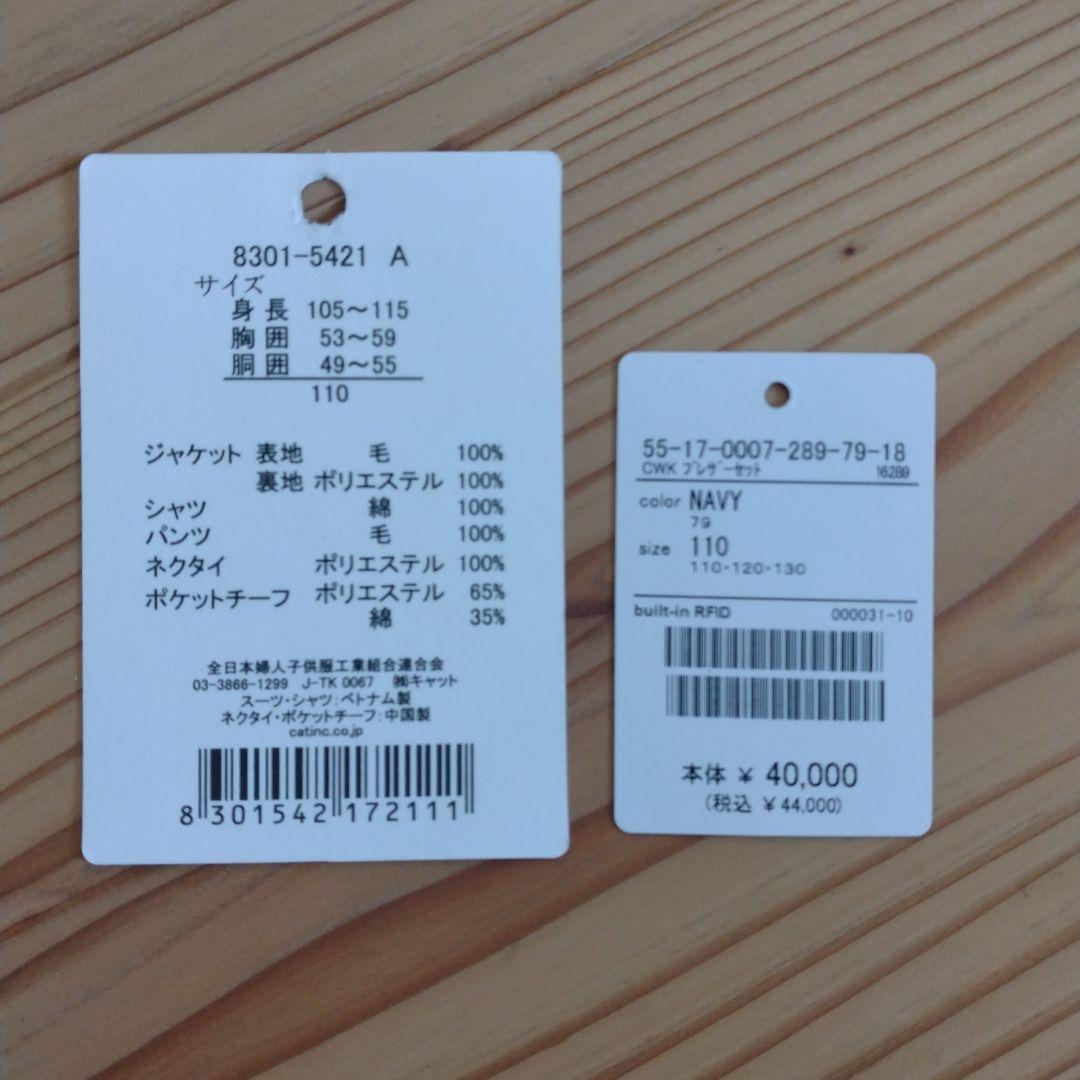 8301-5421 A
サイズ
身長 105～115
胸囲 53～59
胴囲 49～55
110
ジャケット 表地 毛 100%
裏地 ポリエステル 100%
シャツ 綿 100%
パンツ 毛 100%
ネクタイ ポリエステル 100%
ポケットチーフ ポリエステル 65%
綿 35%
全日本婦人子供服工業組合連合会
03-3866-1299 J-TK 0067 ㈱キャット
スーツ・シャツ:ベトナム製
ネクタイ・ポケットチーフ:中国製
catinc.co.jp
8 301542 172111
55-17-0007-289-79-18
CWK ブレザーセット 16289
color NAVY
79
size 110
110-120-130
built-in RFID 000031-10
本体 ¥ 40,000
(税込 ¥ 44,000)